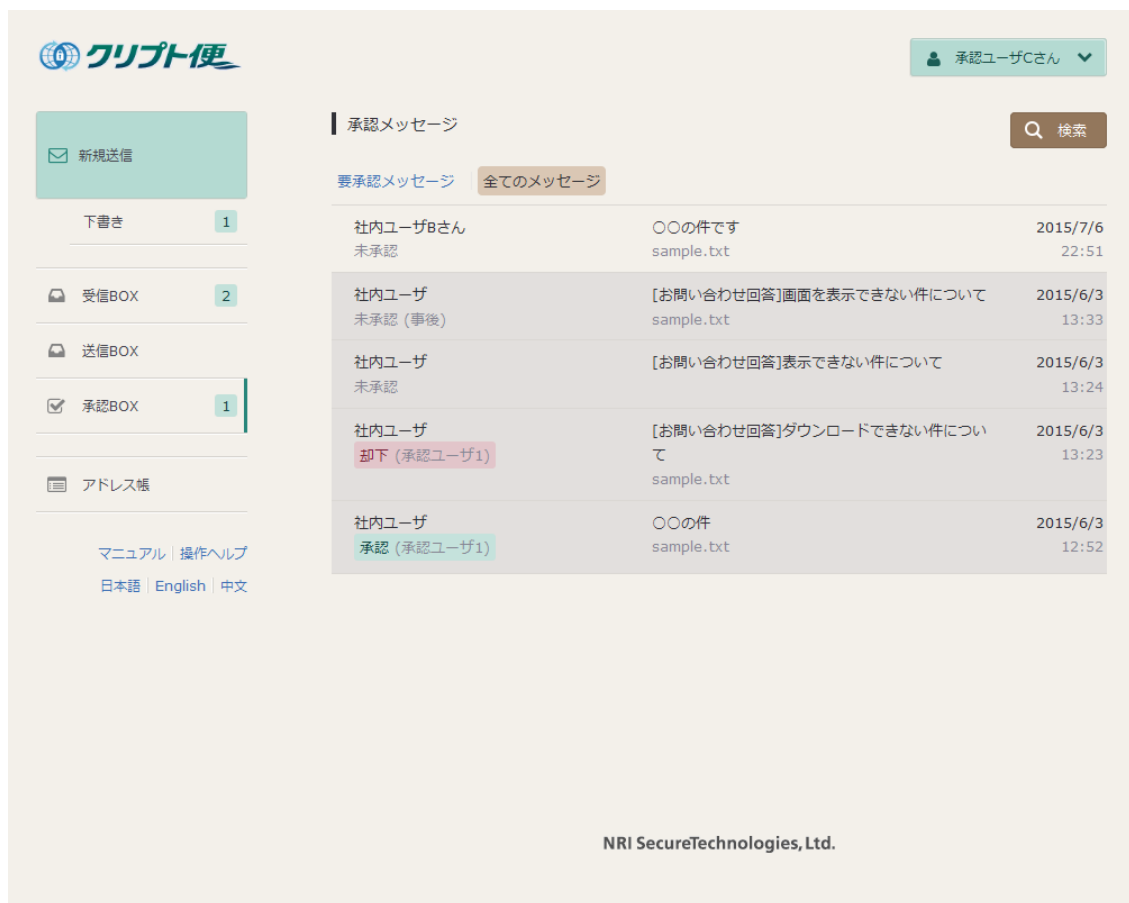 クリプト便
承認ユーザCさん
新規送信
下書き 1
受信BOX 2
送信BOX
承認BOX 1
アドレス帳
マニュアル 操作ヘルプ
日本語 English 中文
承認メッセージ
検索
要承認メッセージ 全てのメッセージ
社内ユーザBさん 〇〇の件です 2015/7/6
未承認 sample.txt 22:51
社内ユーザ [お問い合わせ回答]画面を表示できない件について 2015/6/3
未承認 (事後) sample.txt 13:33
社内ユーザ [お問い合わせ回答]表示できない件について 2015/6/3
未承認 13:24
社内ユーザ [お問い合わせ回答]ダウンロードできない件につい 2015/6/3
却下 (承認ユーザ1) て 13:23
sample.txt
社内ユーザ 〇〇の件 2015/6/3
承認 (承認ユーザ1) sample.txt 12:52
NRI SecureTechnologies, Ltd.